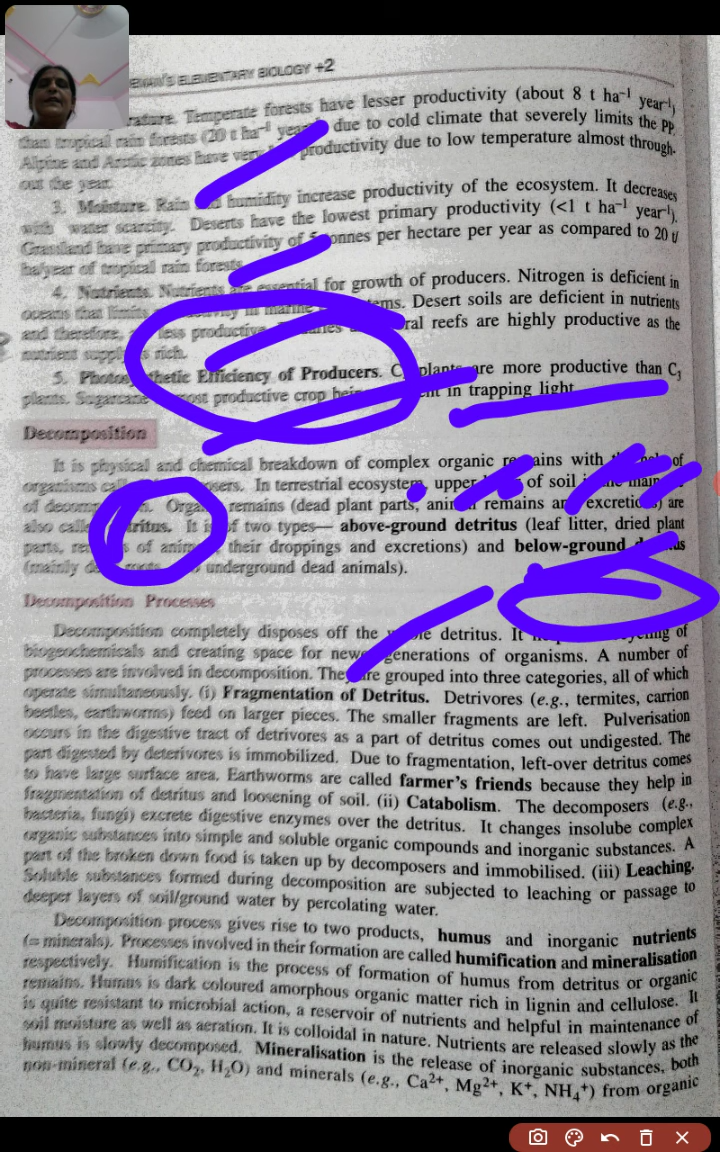 ELEMENTARY BIOLOGY +2
Temperate forests have lesser productivity (about 8 t ha⁻¹ year⁻¹)
than tropical rain forests (20 t ha⁻¹ due to cold climate that severely limits the PP.
Alpine and Arctic zones have productivity due to low temperature almost through-
out the year.
3. Moisture. Rain humidity increase productivity of the ecosystem. It decreases
with water scarcity. Deserts have the lowest primary productivity (<1 t ha⁻¹ year⁻¹).
Grassland have primary productivity of tonnes per hectare per year as compared to 20 t/
ha/year of tropical rain forests.
4. Nutrients. Nutrients are essential for growth of producers. Nitrogen is deficient in
oceans that limits Desert soils are deficient in nutrients
and therefore, less productive. reefs are highly productive as the
nutrient is rich.
5. Efficiency of Producers. plants are more productive than C₃
plants. Sugarcane most productive crop in trapping light.
Decomposition
It is physical and chemical breakdown of complex organic remains with of
organisms In terrestrial ecosystem, upper of soil
of remains (dead plant parts, remains excretions) are
also It is of two types— above-ground detritus (leaf litter, dried plant
parts, of their droppings and excretions) and below-ground
(mainly underground dead animals).
Decomposition Processes
Decomposition completely disposes off the detritus. It of
biogeochemicals and creating space for newer generations of organisms. A number of
processes are involved in decomposition. They are grouped into three categories, all of which
operate simultaneously. (i) Fragmentation of Detritus. Detrivores (e.g., termites, carrion
beetles, earthworms) feed on larger pieces. The smaller fragments are left. Pulverisation
occurs in the digestive tract of detrivores as a part of detritus comes out undigested. The
part digested by deterivores is immobilized. Due to fragmentation, left-over detritus comes
to have large surface area. Earthworms are called farmer's friends because they help in
fragmentation of detritus and loosening of soil. (ii) Catabolism. The decomposers (e.g.,
bacteria, fungi) excrete digestive enzymes over the detritus. It changes insoluble complex
organic substances into simple and soluble organic compounds and inorganic substances. A
part of the broken down food is taken up by decomposers and immobilised. (iii) Leaching.
Soluble substances formed during decomposition are subjected to leaching or passage to
deeper layers of soil/ground water by percolating water.
Decomposition process gives rise to two products, humus and inorganic nutrients
(= minerals). Processes involved in their formation are called humification and mineralisation
respectively. Humification is the process of formation of humus from detritus or organic
remains. Humus is dark coloured amorphous organic matter rich in lignin and cellulose. It
is quite resistant to microbial action, a reservoir of nutrients and helpful in maintenance of
soil moisture as well as aeration. It is colloidal in nature. Nutrients are released slowly as the
humus is slowly decomposed. Mineralisation is the release of inorganic substances, both
non-mineral (e.g., CO₂, H₂O) and minerals (e.g., Ca²⁺, Mg²⁺, K⁺, NH₄⁺) from organic